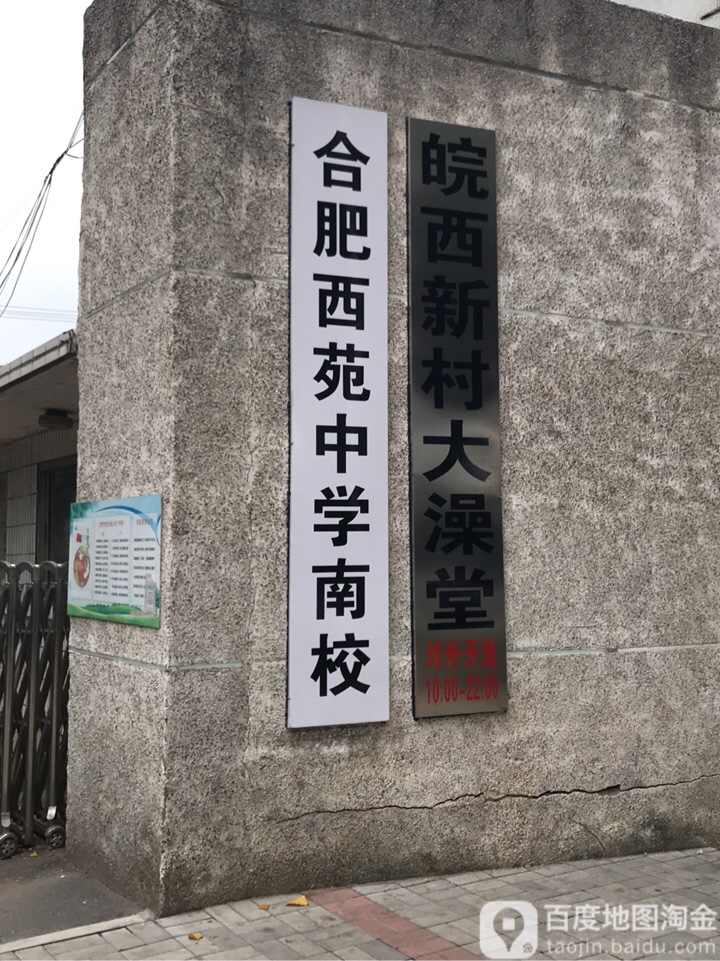 合肥西苑中学南校
皖西新村大澡堂
对外开放
10:00-22:00
百度地图淘金
taojin.baidu.com